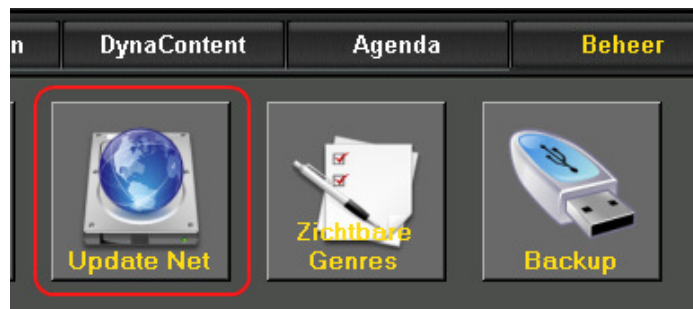 n DynaContent Agenda Beheer
Update Net
Zichtbare
Genres
Backup